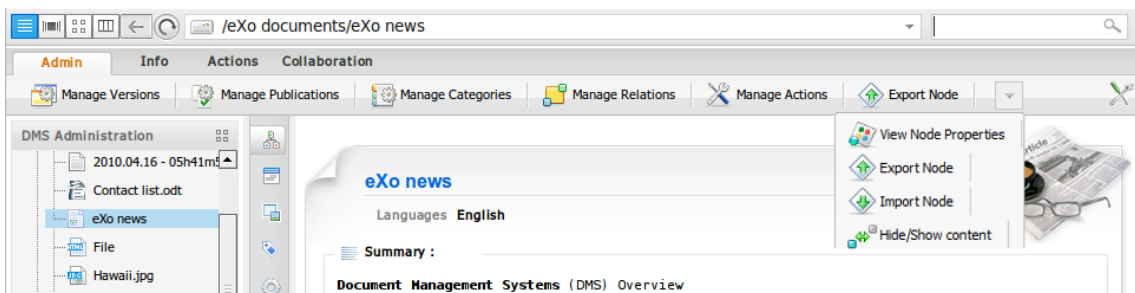 /eXo documents/eXo news
Admin Info Actions Collaboration
Manage Versions Manage Publications Manage Categories Manage Relations Manage Actions Export Node
DMS Administration
View Node Properties
2010.04.16 - 05h41m5
Export Node
Contact list.odt
eXo news
Import Node
eXo news
Languages English
Hide/Show content
File
Summary :
Hawaii.jpg
Document Management Systems (DMS) Overview